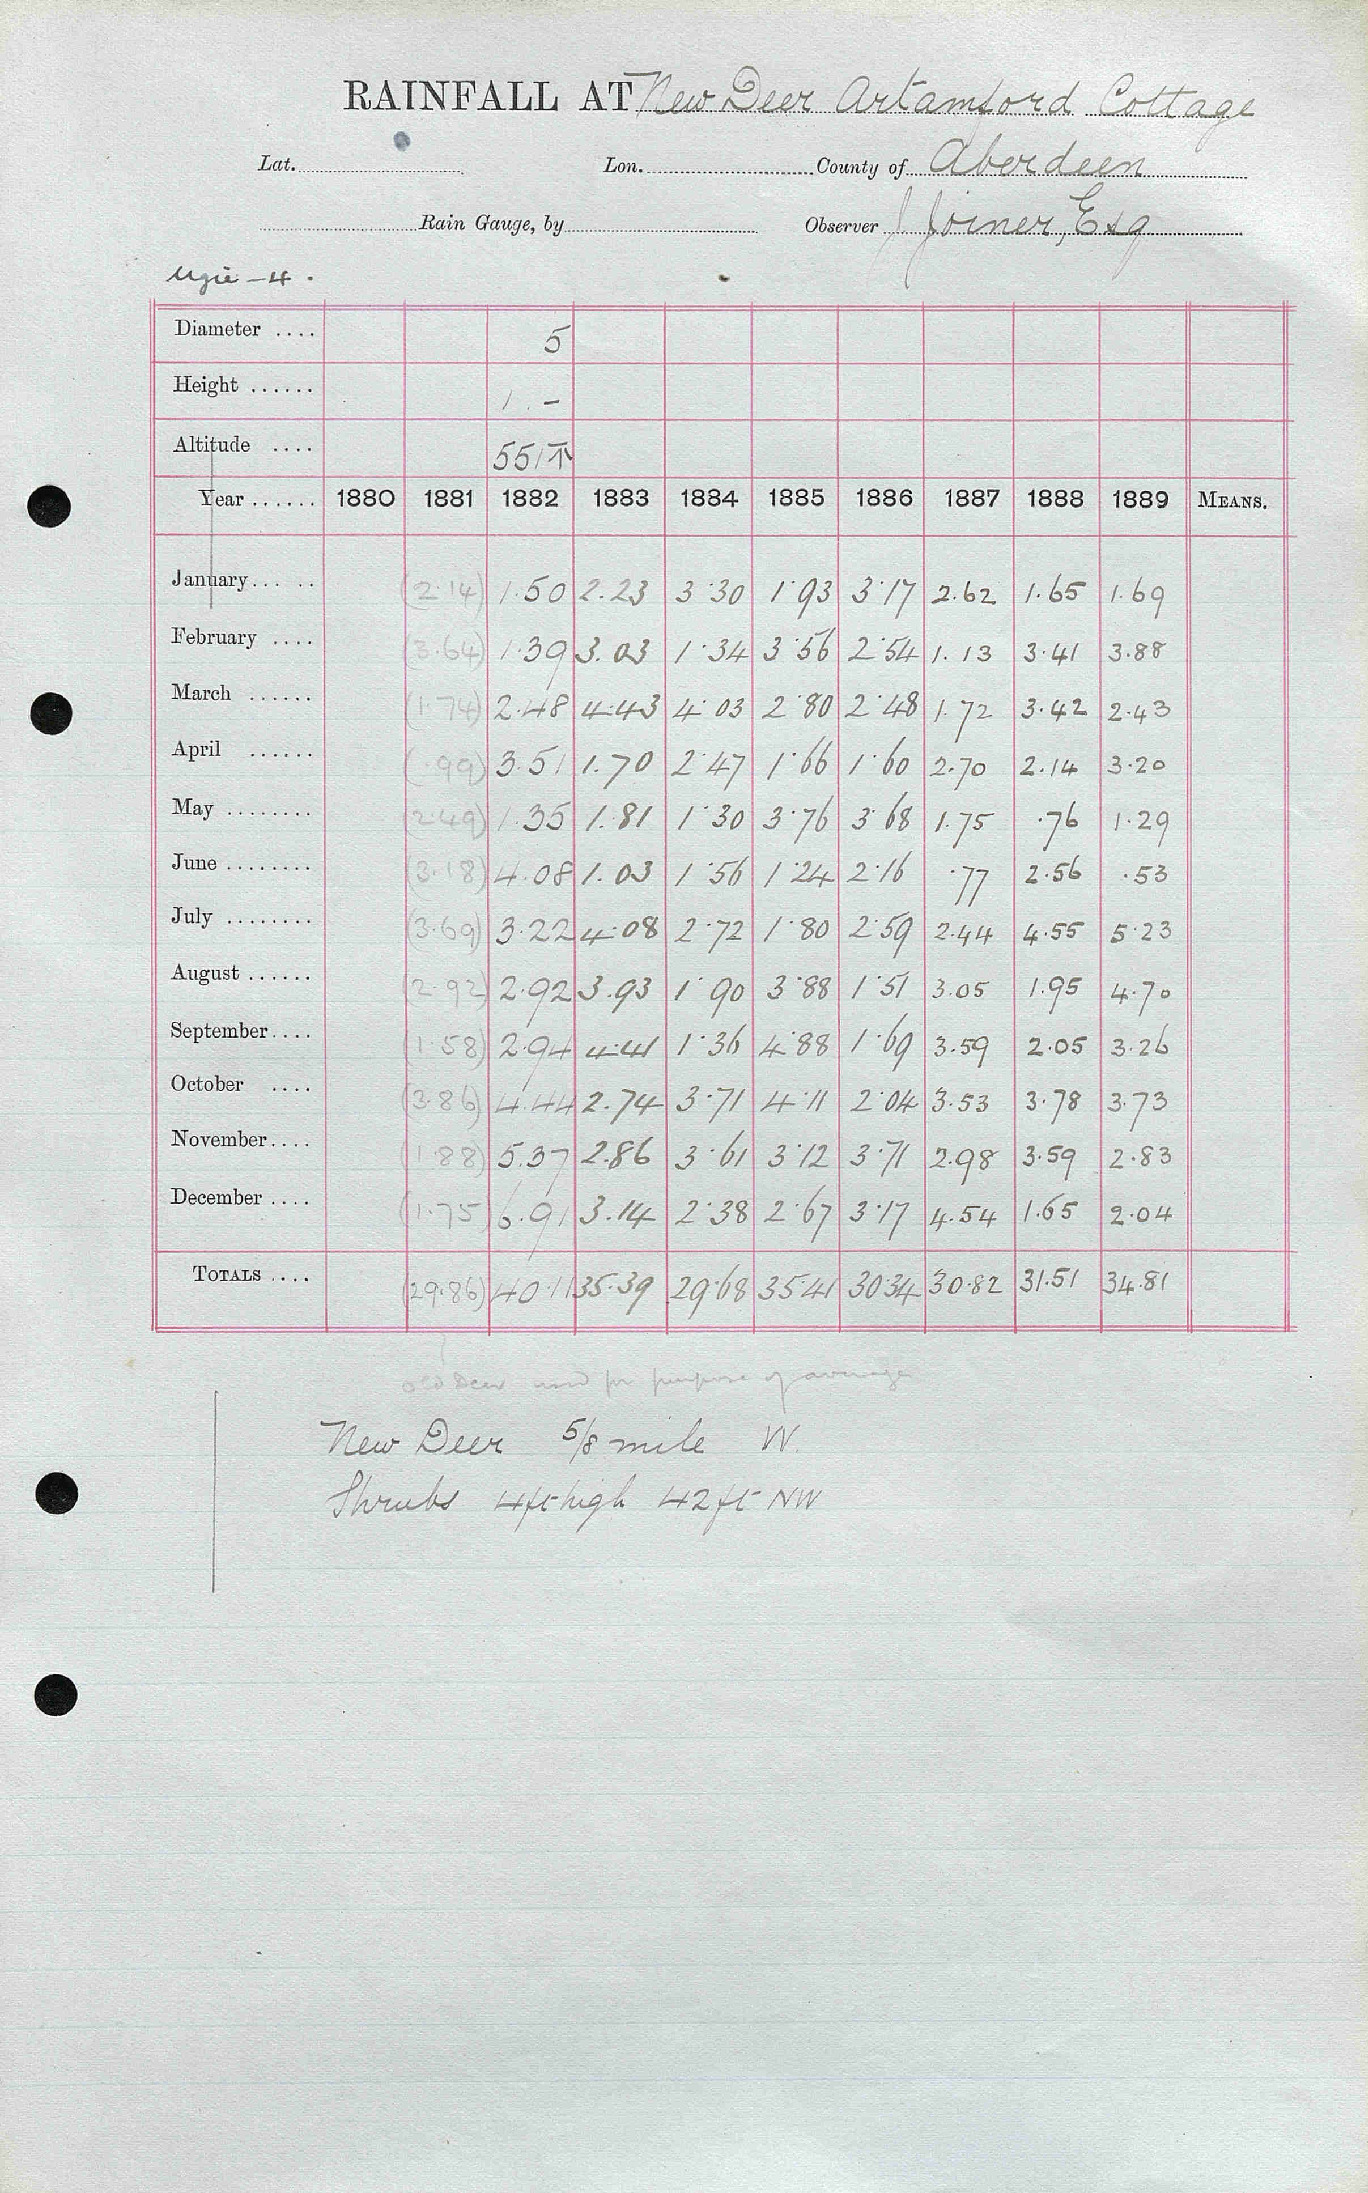 RAINFALL AT New Deer Artamford Cottage
Lat. Lon. County of Aberdeen
Rain Gauge, by Observer J Joiner, Esq
Ugie - 4.
Diameter .... 5
Height ...... 1 . -
Altitude .... 551 T
Year ...... 1880 1881 1882 1883 1884 1885 1886 1887 1888 1889 MEANS.
January...... (2.14) 1.50 2.23 3.30 1.93 3.17 2.62 1.65 1.69
February .... (3.64) 1.39 3.03 1.34 3.56 2.54 1.13 3.41 3.88
March ...... (1.74) 2.48 4.43 4.03 2.80 2.48 1.72 3.42 2.43
April ...... (.99) 3.51 1.70 2.47 1.66 1.60 2.70 2.14 3.20
May ........ (2.49) 1.35 1.81 1.30 3.76 3.68 1.75 .76 1.29
June ........ (3.18) 4.08 1.03 1.56 1.24 2.16 .77 2.56 .53
July ........ (3.69) 3.22 4.08 2.72 1.80 2.59 2.44 4.55 5.23
August ...... (2.92) 2.92 3.93 1.90 3.88 1.51 3.05 1.95 4.70
September.... (1.58) 2.94 4.41 1.36 4.88 1.69 3.59 2.05 3.26
October .... (3.86) 4.44 2.74 3.71 4.11 2.04 3.53 3.78 3.73
November.... (1.88) 5.37 2.86 3.61 3.12 3.71 2.98 3.59 2.83
December .... (1.75) 6.91 3.14 2.38 2.67 3.17 4.54 1.65 2.04
TOTALS .... (29.86) 40.11 35.39 29.68 35.41 30.34 30.82 31.51 34.81
Old Deer used for purpose of average
New Deer 5/8 mile W.
Shrubs 4ft high 42 ft NW